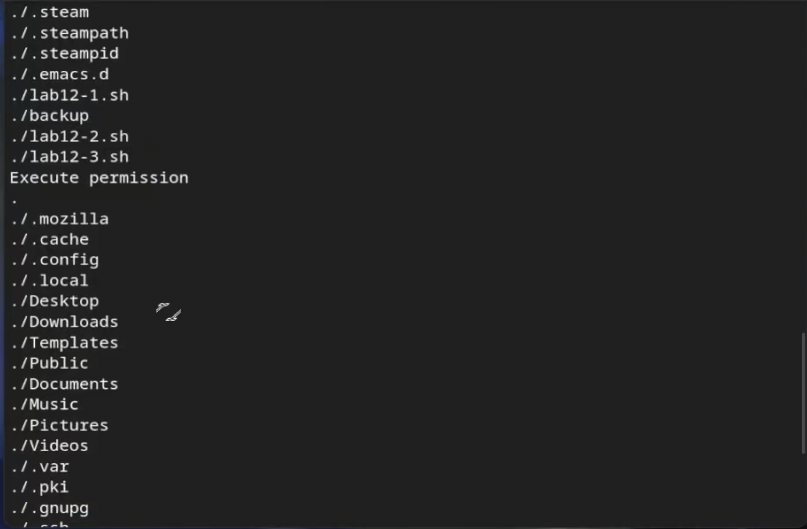 ./.steam
./.steampath
./.steampid
./.emacs.d
./lab12-1.sh
./backup
./lab12-2.sh
./lab12-3.sh
Execute permission
.
./.mozilla
./.cache
./.config
./.local
./Desktop
./Downloads
./Templates
./Public
./Documents
./Music
./Pictures
./Videos
./.var
./.pki
./.gnupg